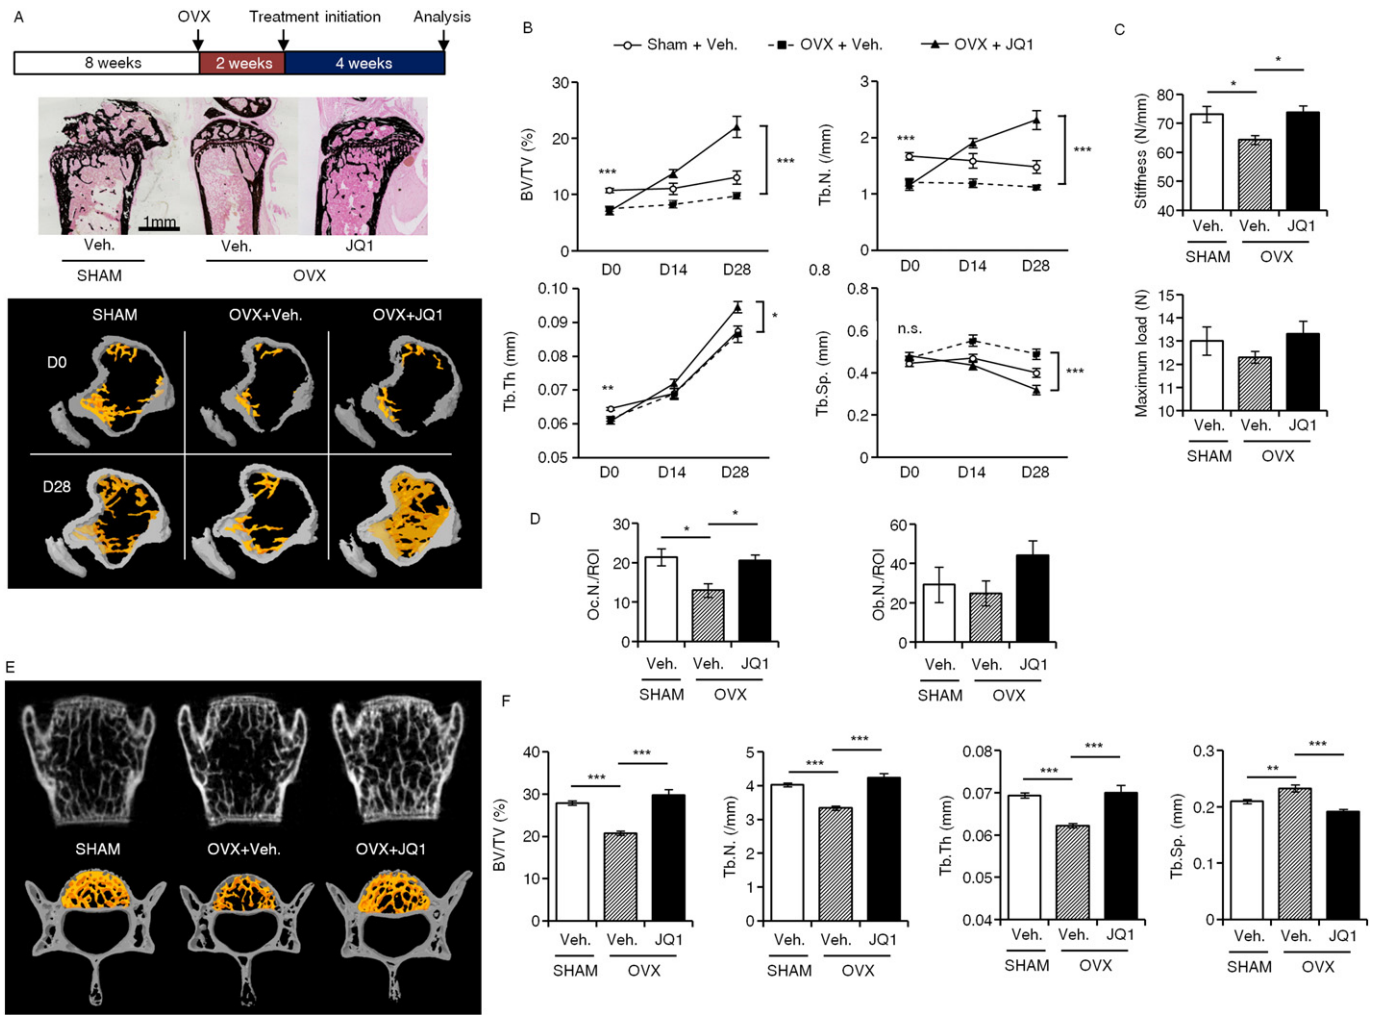 A
OVX
Treatment initiation
Analysis
8 weeks
2 weeks
4 weeks
1mm
Veh.
Veh.
JQ1
SHAM
OVX
SHAM
OVX+Veh.
OVX+JQ1
D0
D28
B
Sham + Veh.
OVX + Veh.
OVX + JQ1
BV/TV (%)
30
20
10
0
***
***
D0
D14
D28
Tb.N. (/mm)
3
2
1
0
***
***
D0
D14
D28
0.8
Tb.Th (mm)
0.10
0.09
0.08
0.07
0.06
0.05
**
*
D0
D14
D28
Tb.Sp. (mm)
0.8
0.6
0.4
0.2
0
n.s.
***
D0
D14
D28
C
Stiffness (N/mm)
80
70
60
50
40
*
*
Veh.
Veh.
JQ1
SHAM
OVX
Maximum load (N)
15
14
13
12
11
10
Veh.
Veh.
JQ1
SHAM
OVX
D
Oc.N./ROI
30
20
10
0
*
*
Veh.
Veh.
JQ1
SHAM
OVX
Ob.N./ROI
60
40
20
0
Veh.
Veh.
JQ1
SHAM
OVX
E
SHAM
OVX+Veh.
OVX+JQ1
F
BV/TV (%)
40
30
20
10
0
***
***
Veh.
Veh.
JQ1
SHAM
OVX
Tb.N. (/mm)
5
4
3
2
1
0
***
***
Veh.
Veh.
JQ1
SHAM
OVX
Tb.Th (mm)
0.08
0.07
0.06
0.05
0.04
***
***
Veh.
Veh.
JQ1
SHAM
OVX
Tb.Sp. (mm)
0.3
0.2
0.1
0
**
***
Veh.
Veh.
JQ1
SHAM
OVX